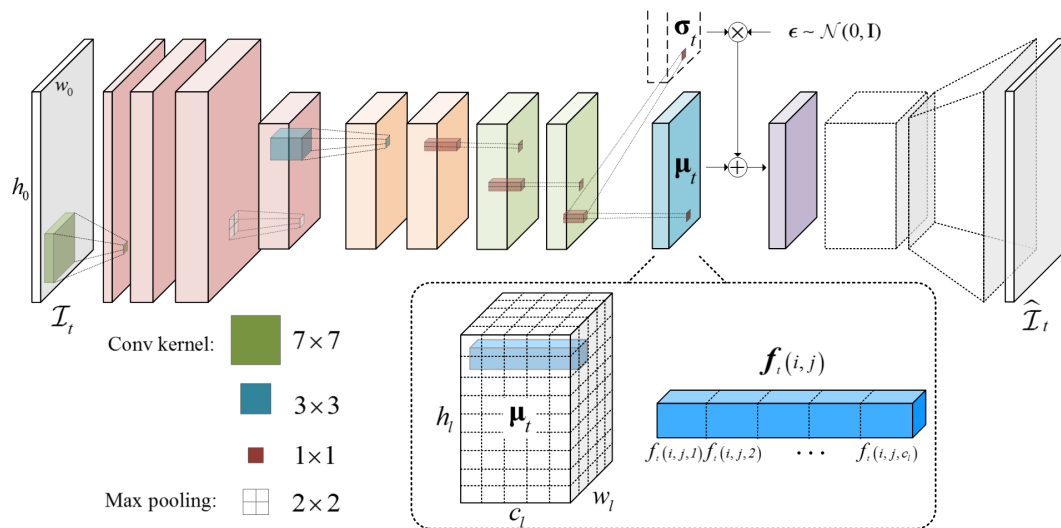 σ_t
ϵ ~ 𝒩(0, I)
w_0
h_0
μ_t
ℐ_t
ℐ̂_t
Conv kernel:
7×7
3×3
1×1
Max pooling:
2×2
h_l
μ_t
c_l
w_l
f_t(i, j)
f_t(i, j, 1) f_t(i, j, 2) ··· f_t(i, j, c_l)